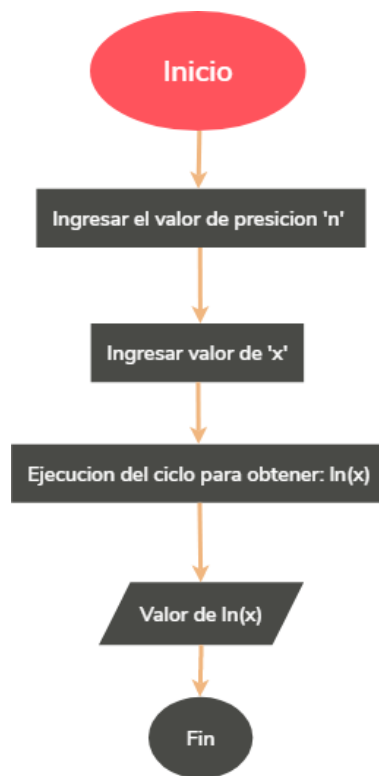 Inicio
Ingresar el valor de presicion 'n'
Ingresar valor de 'x'
Ejecucion del ciclo para obtener: ln(x)
Valor de ln(x)
Fin